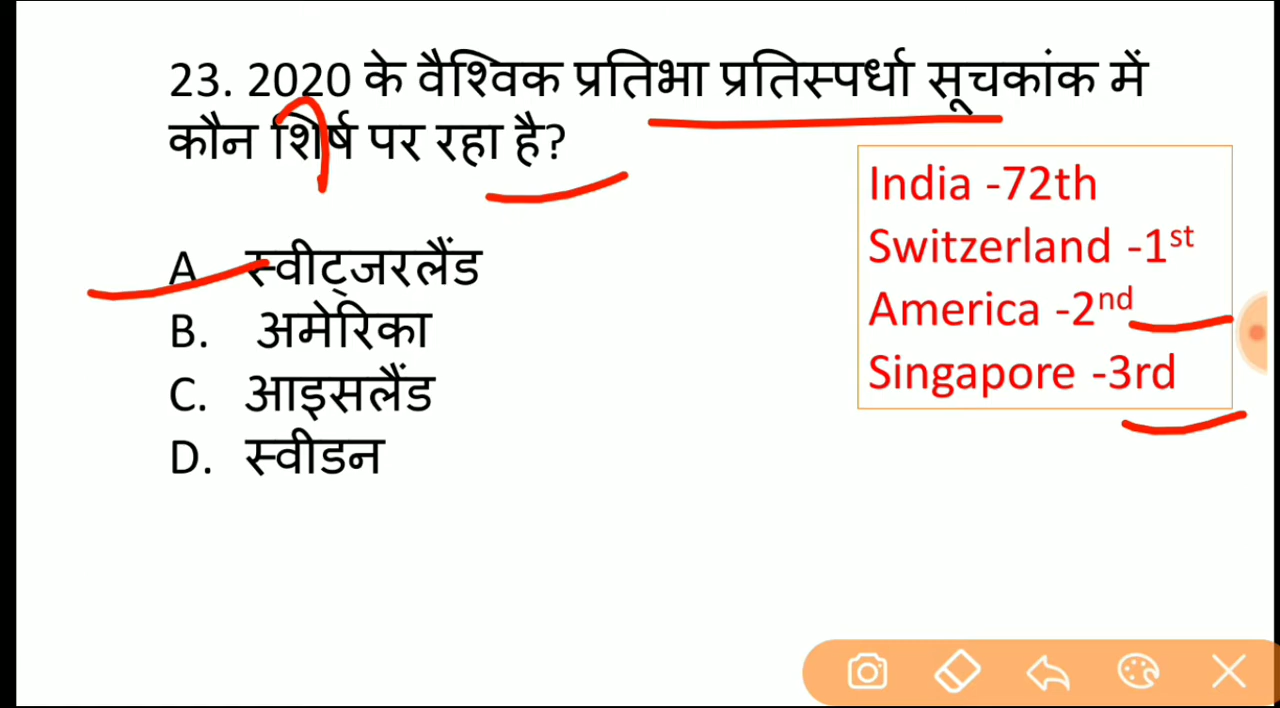 23. 2020 के वैश्विक प्रतिभा प्रतिस्पर्धा सूचकांक में
कौन शिर्ष पर रहा है?
A. स्वीट्जरलैंड
B. अमेरिका
C. आइसलैंड
D. स्वीडन
India -72th
Switzerland -1st
America -2nd
Singapore -3rd